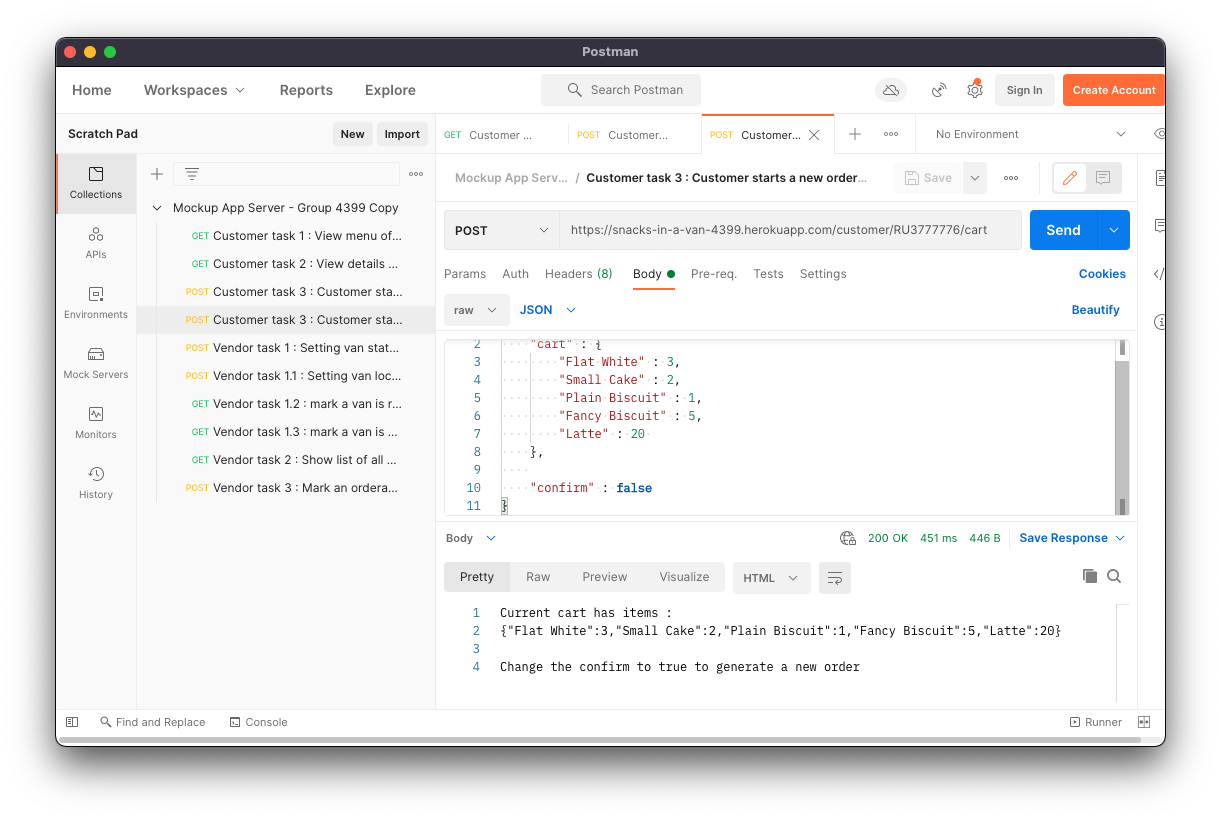 Postman
Home Workspaces Reports Explore Search Postman Sign In Create Account
Scratch Pad New Import
GET Customer ... POST Customer... POST Customer... No Environment
Collections
APIs
Environments
Mock Servers
Monitors
History
Mockup App Server - Group 4399 Copy
GET Customer task 1 : View menu of...
GET Customer task 2 : View details ...
POST Customer task 3 : Customer sta...
POST Customer task 3 : Customer sta...
POST Vendor task 1 : Setting van stat...
POST Vendor task 1.1 : Setting van loc...
GET Vendor task 1.2 : mark a van is r...
GET Vendor task 1.3 : mark a van is ...
GET Vendor task 2 : Show list of all ...
POST Vendor task 3 : Mark an ordera...
Mockup App Serv... / Customer task 3 : Customer starts a new order... Save
POST https://snacks-in-a-van-4399.herokuapp.com/customer/RU3777776/cart Send
Params Auth Headers (8) Body Pre-req. Tests Settings Cookies
raw JSON Beautify
2 "cart" : {
3 "Flat White" : 3,
4 "Small Cake" : 2,
5 "Plain Biscuit" : 1,
6 "Fancy Biscuit" : 5,
7 "Latte" : 20
8 },
9
10 "confirm" : false
11 }
Body 200 OK 451 ms 446 B Save Response
Pretty Raw Preview Visualize HTML
1 Current cart has items :
2 {"Flat White":3,"Small Cake":2,"Plain Biscuit":1,"Fancy Biscuit":5,"Latte":20}
3
4 Change the confirm to true to generate a new order
Find and Replace Console Runner